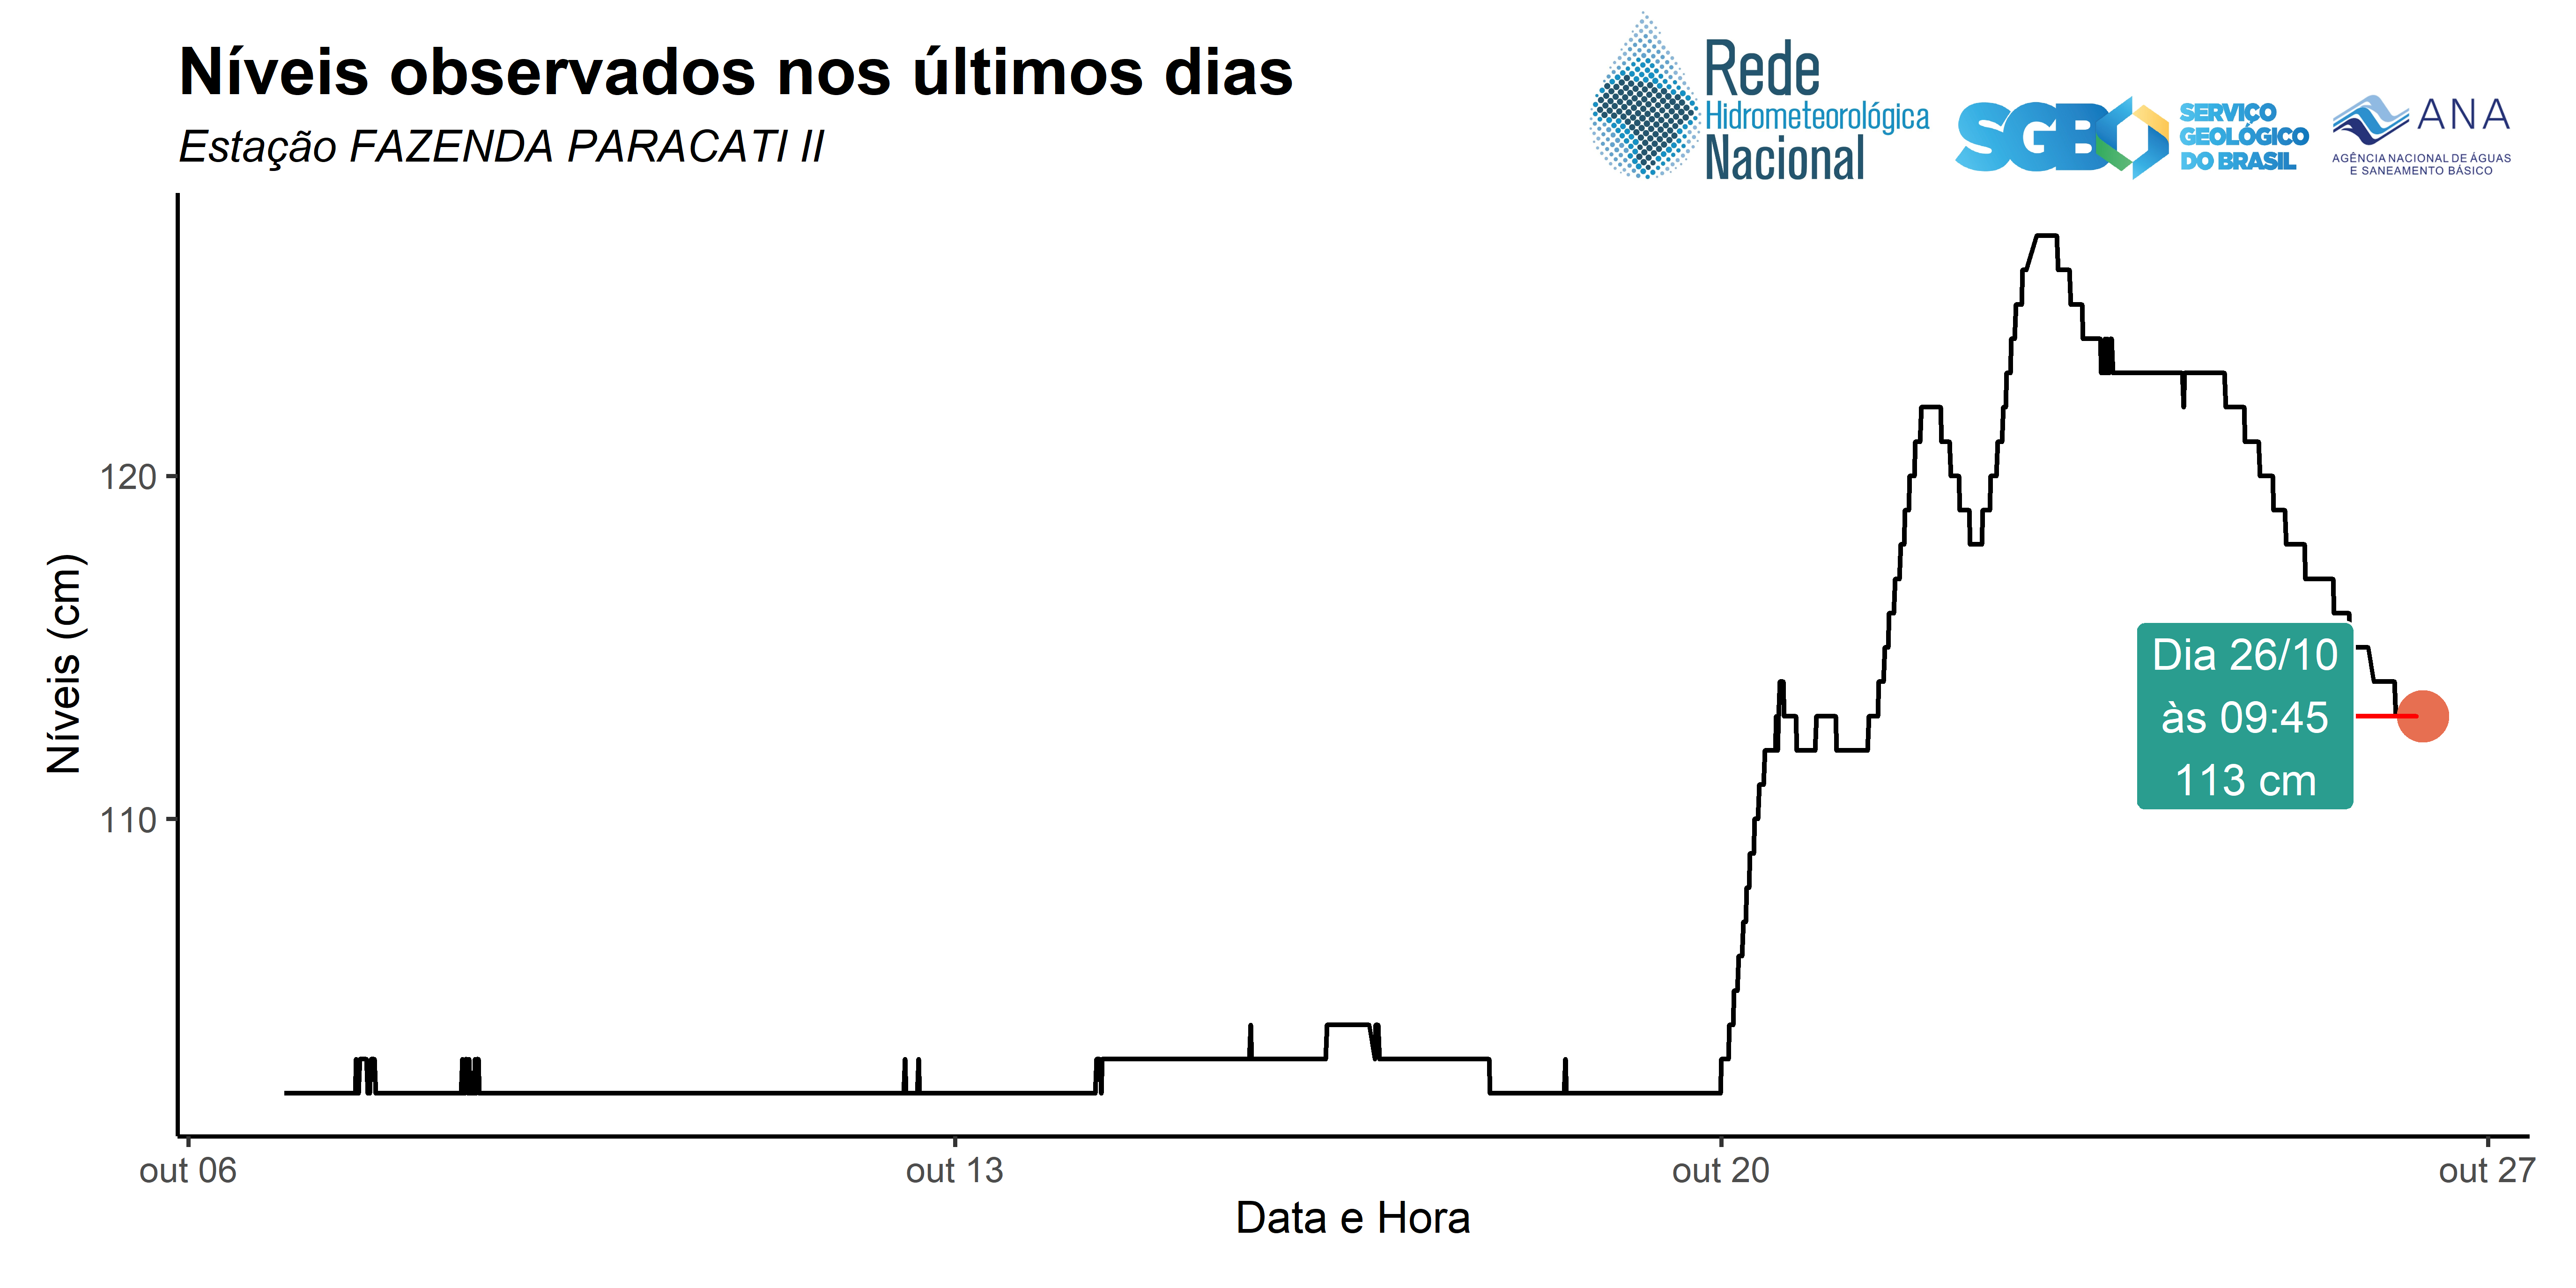 Níveis observados nos últimos dias
Estação FAZENDA PARACATI II
Rede
Hidrometeorológica
Nacional
SGB
SERVIÇO
GEOLÓGICO
DO BRASIL
ANA
AGÊNCIA NACIONAL DE ÁGUAS
E SANEAMENTO BÁSICO
Níveis (cm)
120
110
Dia 26/10
às 09:45
113 cm
out 06
out 13
out 20
out 27
Data e Hora